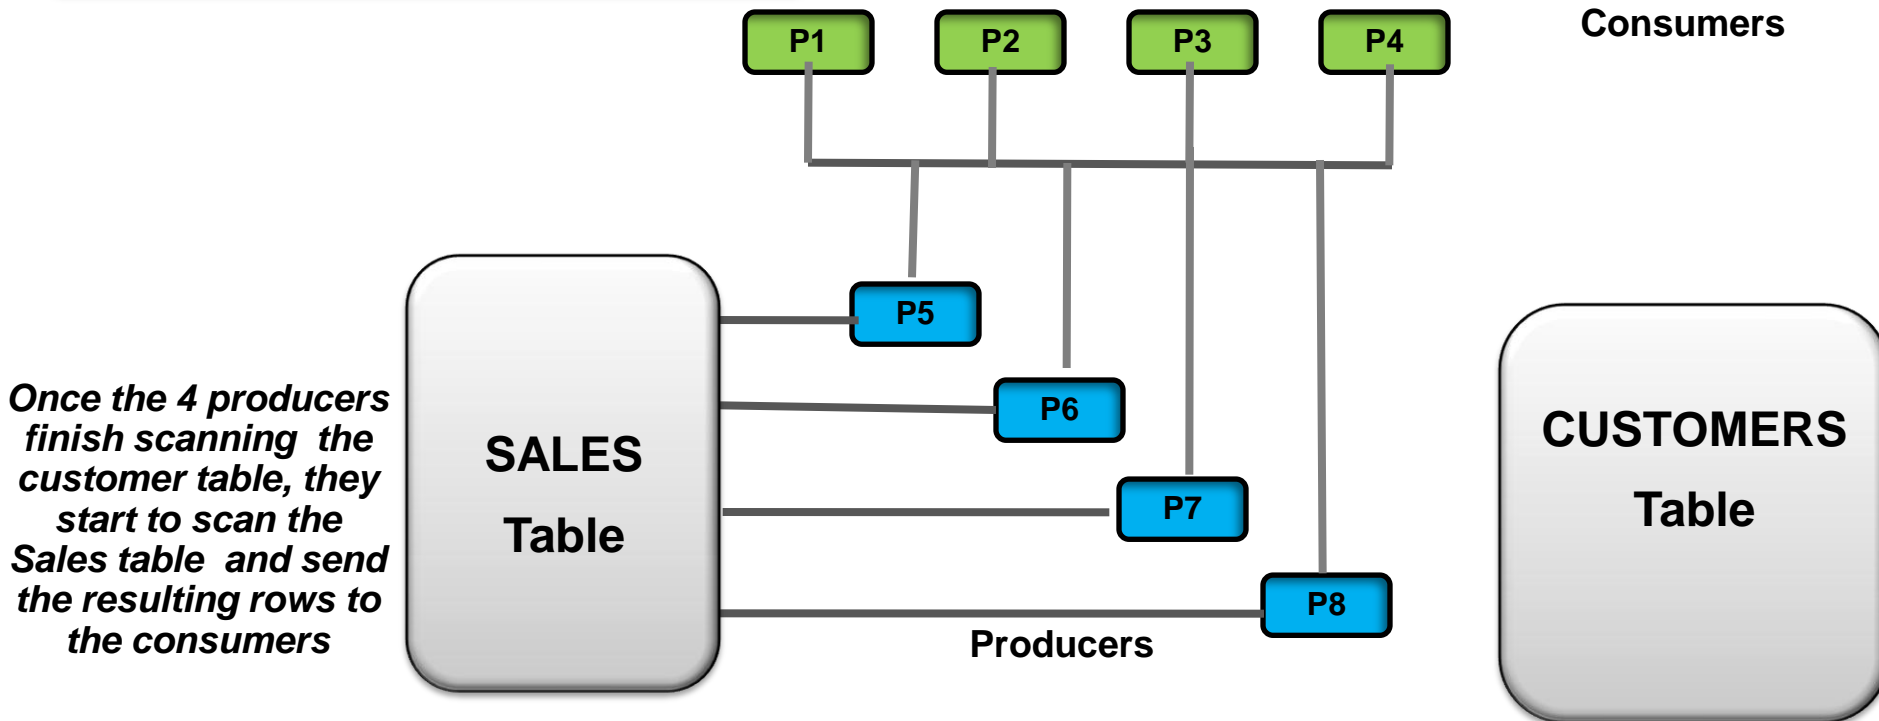 P1
P2
P3
P4
Consumers
P5
Once the 4 producers
finish scanning  the
customer table, they
start to scan the
Sales table  and send
the resulting rows to
the consumers
SALES
Table
P6
P7
P8
Producers
CUSTOMERS
Table